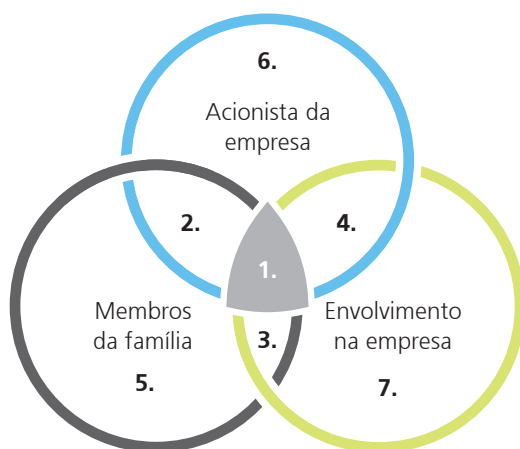 6.
Acionista da
empresa
2.
4.
1.
Membros
da família
3.
Envolvimento
na empresa
5.
7.